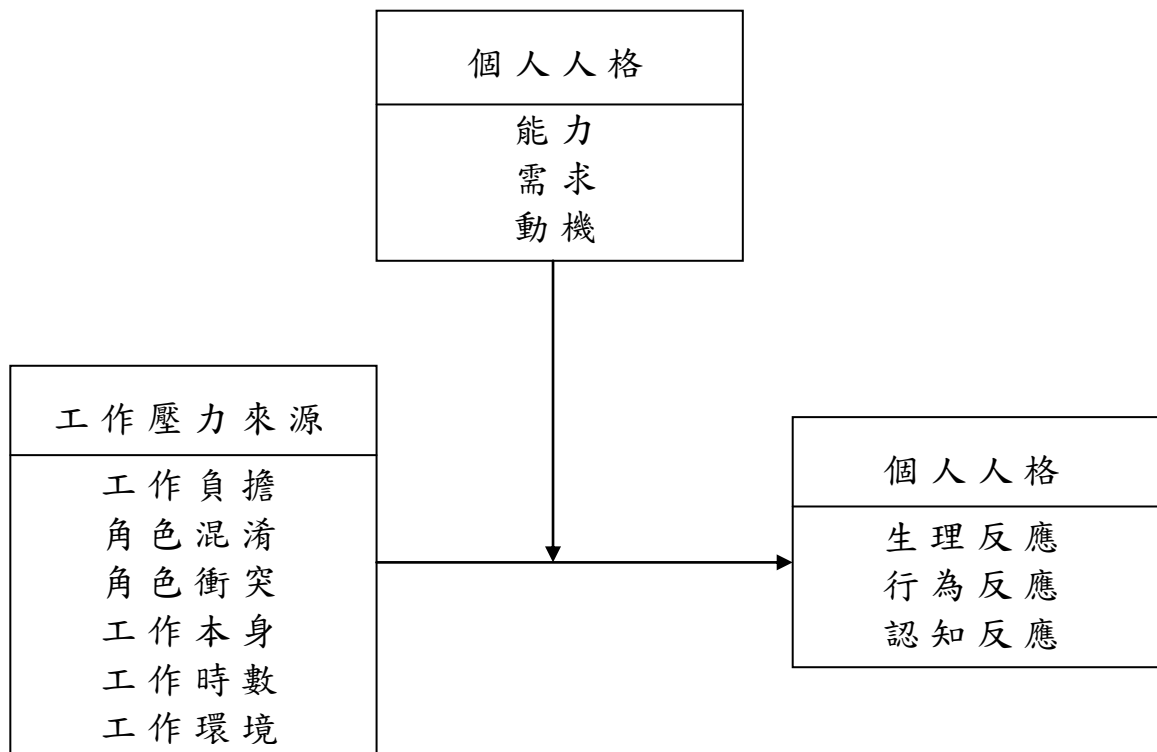 個人人格
能力
需求
動機
工作壓力來源
工作負擔
角色混淆
角色衝突
工作本身
工作時數
工作環境
個人人格
生理反應
行為反應
認知反應